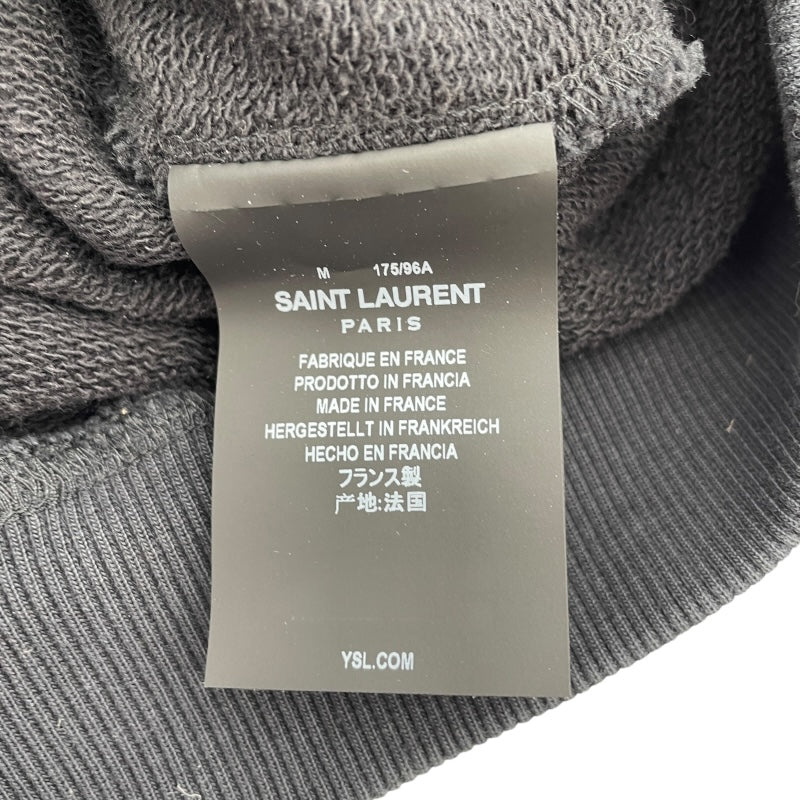 M 175/96A
SAINT LAURENT
PARIS
FABRIQUE EN FRANCE
PRODOTTO IN FRANCIA
MADE IN FRANCE
HERGESTELLT IN FRANKREICH
HECHO EN FRANCIA
フランス製
产地:法国
YSL.COM